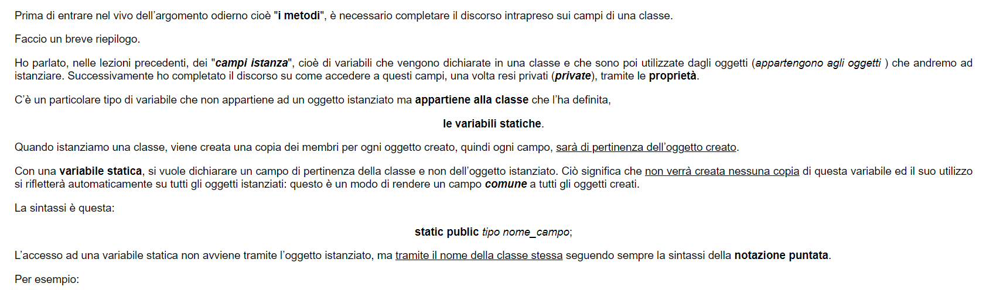 Prima di entrare nel vivo dell’argomento odierno cioè "i metodi", è necessario completare il discorso intrapreso sui campi di una classe.
Faccio un breve riepilogo.
Ho parlato, nelle lezioni precedenti, dei "campi istanza", cioè di variabili che vengono dichiarate in una classe e che sono poi utilizzate dagli oggetti (appartengono agli oggetti ) che andremo ad
istanziare. Successivamente ho completato il discorso su come accedere a questi campi, una volta resi privati (private), tramite le proprietà.
C’è un particolare tipo di variabile che non appartiene ad un oggetto istanziato ma appartiene alla classe che l’ha definita,
le variabili statiche.
Quando istanziamo una classe, viene creata una copia dei membri per ogni oggetto creato, quindi ogni campo, sarà di pertinenza dell’oggetto creato.
Con una variabile statica, si vuole dichiarare un campo di pertinenza della classe e non dell’oggetto istanziato. Ciò significa che non verrà creata nessuna copia di questa variabile ed il suo utilizzo
si rifletterà automaticamente su tutti gli oggetti istanziati: questo è un modo di rendere un campo comune a tutti gli oggetti creati.
La sintassi è questa:
static public tipo nome_campo;
L’accesso ad una variabile statica non avviene tramite l’oggetto istanziato, ma tramite il nome della classe stessa seguendo sempre la sintassi della notazione puntata.
Per esempio: